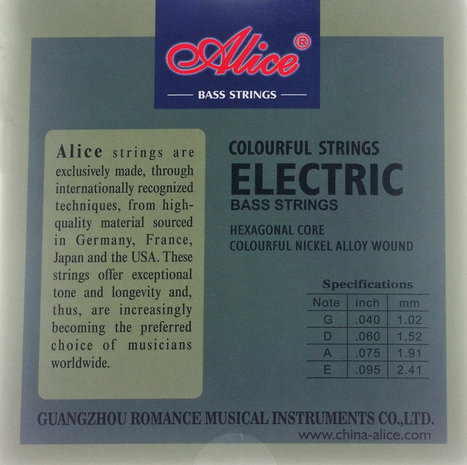 Alice®
BASS STRINGS
Alice strings are
exclusively made, through
internationally recognized
techniques, from high-
quality material sourced
in Germany, France,
Japan and the USA. These
strings offer exceptional
tone and longevity and,
thus, are increasingly
becoming the preferred
choice of musicians
worldwide.
COLOURFUL STRINGS
ELECTRIC
BASS STRINGS
HEXAGONAL CORE
COLOURFUL NICKEL ALLOY WOUND
Specifications
Note inch mm
G .040 1.02
D .060 1.52
A .075 1.91
E .095 2.41
GUANGZHOU ROMANCE MUSICAL INSTRUMENTS CO.,LTD.
www.china-alice.com